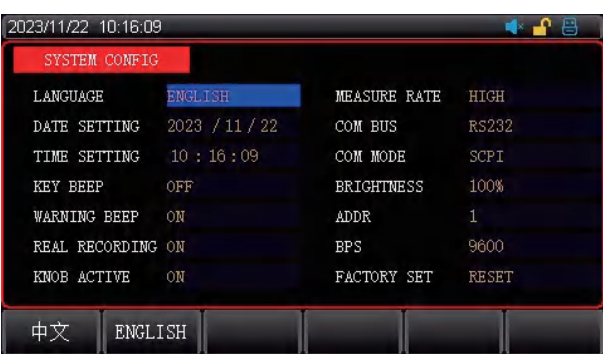 2023/11/22 10:16:09
SYSTEM CONFIG
LANGUAGE ENGLISH MEASURE RATE HIGH
DATE SETTING 2023 / 11 / 22 COM BUS RS232
TIME SETTING 10 : 16 : 09 COM MODE SCPI
KEY BEEP OFF BRIGHTNESS 100%
WARNING BEEP ON ADDR 1
REAL RECORDING ON BPS 9600
KNOB ACTIVE ON FACTORY SET RESET
中文 ENGLISH